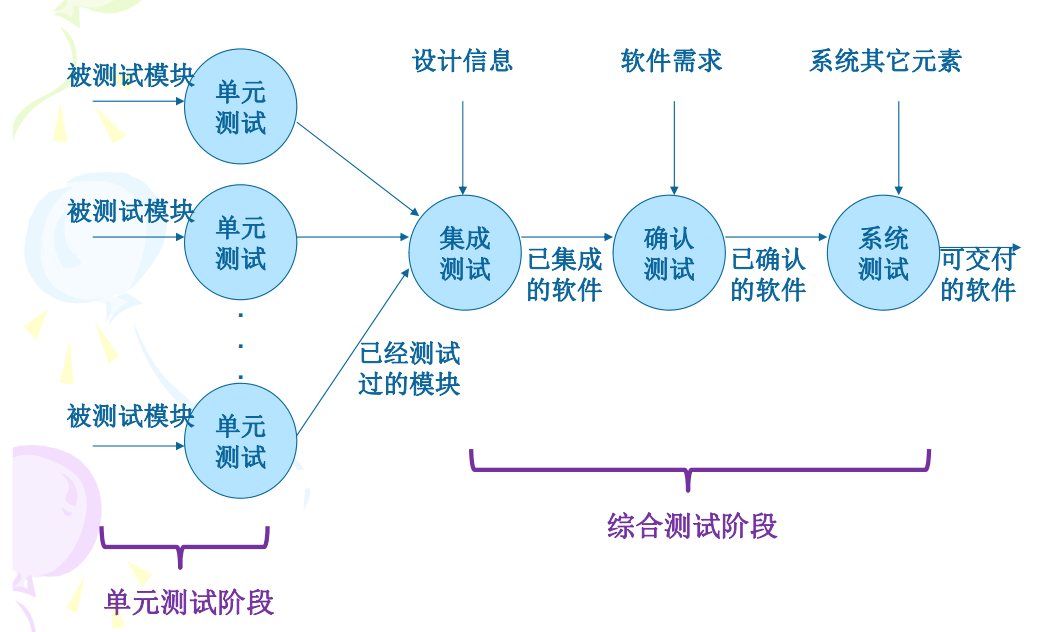 设计信息
软件需求
系统其它元素
被测试模块
单元
测试
被测试模块
单元
测试
集成
测试
已集成
的软件
确认
测试
已确认
的软件
系统
测试
可交付
的软件
已经测试
过的模块
被测试模块
单元
测试
综合测试阶段
单元测试阶段